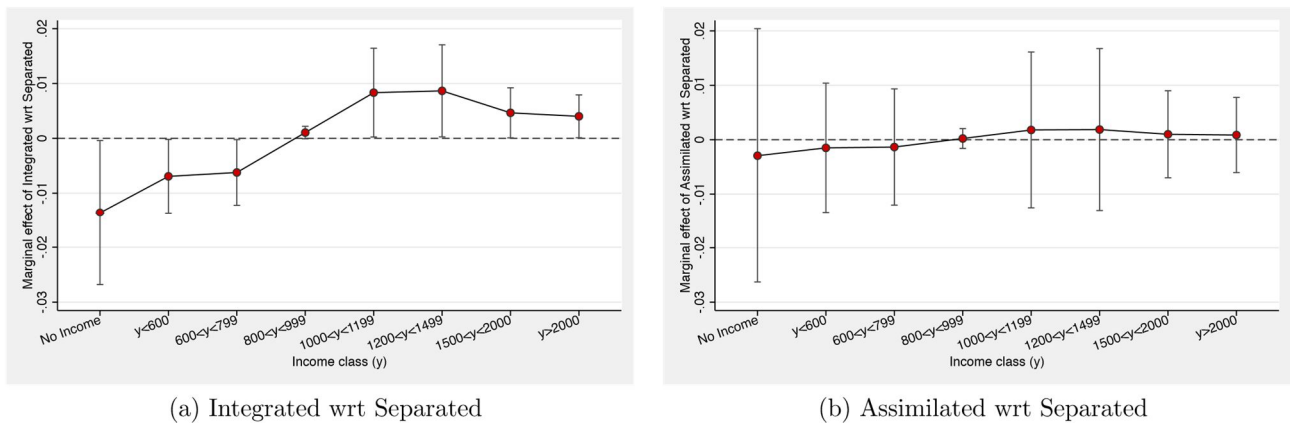 Marginal effect of Integrated wrt Separated
.02
.01
0
-.01
-.02
-.03
No Income
y<600
600<y<799
800<y<999
1000<y<1199
1200<y<1499
1500<y<2000
y>2000
Income class (y)
(a) Integrated wrt Separated
Marginal effect of Assimilated wrt Separated
.02
.01
0
-.01
-.02
-.03
No Income
y<600
600<y<799
800<y<999
1000<y<1199
1200<y<1499
1500<y<2000
y>2000
Income class (y)
(b) Assimilated wrt Separated